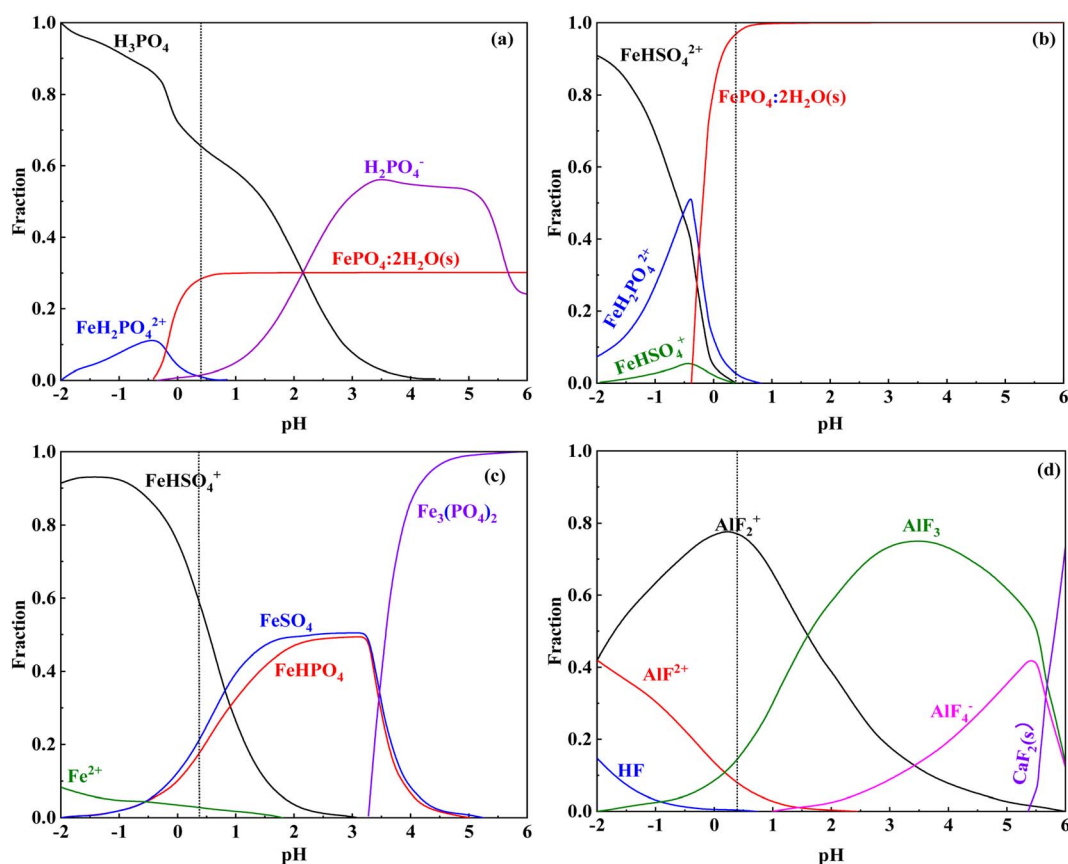 (a)
1.0
0.8
0.6
0.4
0.2
0.0
Fraction
H₃PO₄
H₂PO₄⁻
FePO₄:2H₂O(s)
FeH₂PO₄²⁺
-2 -1 0 1 2 3 4 5 6
pH
(b)
1.0
0.8
0.6
0.4
0.2
0.0
Fraction
FeHSO₄²⁺
FePO₄:2H₂O(s)
FeH₂PO₄²⁺
FeHSO₄⁺
-2 -1 0 1 2 3 4 5 6
pH
(c)
1.0
0.8
0.6
0.4
0.2
0.0
Fraction
FeHSO₄⁺
Fe₃(PO₄)₂
FeSO₄
FeHPO₄
Fe²⁺
-2 -1 0 1 2 3 4 5 6
pH
(d)
1.0
0.8
0.6
0.4
0.2
0.0
Fraction
AlF₂⁺
AlF₃
AlF²⁺
AlF₄⁻
HF
CaF₂(s)
-2 -1 0 1 2 3 4 5 6
pH